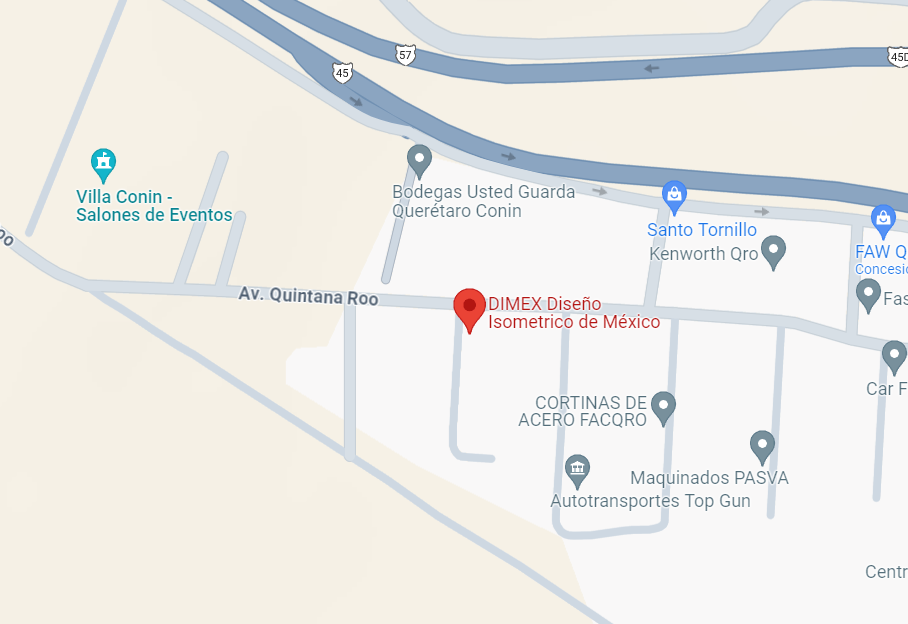 57
45D
45
Villa Conin -
Salones de Eventos
Bodegas Usted Guarda
Querétaro Conin
Santo Tornillo
Kenworth Qro
FAW Q
Concesi
oo
Av. Quintana Roo
DIMEX Diseño
Isometrico de México
Fas
CORTINAS DE
ACERO FACQRO
Car F
Maquinados PASVA
Autotransportes Top Gun
Centr